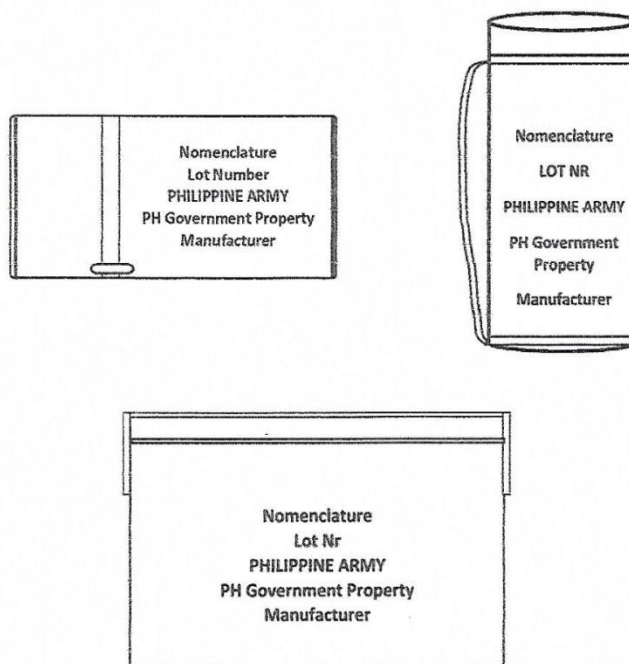 Nomenclature
Lot Number
PHILIPPINE ARMY
PH Government Property
Manufacturer
Nomenclature
LOT NR
PHILIPPINE ARMY
PH Government
Property
Manufacturer
Nomenclature
Lot Nr
PHILIPPINE ARMY
PH Government Property
Manufacturer